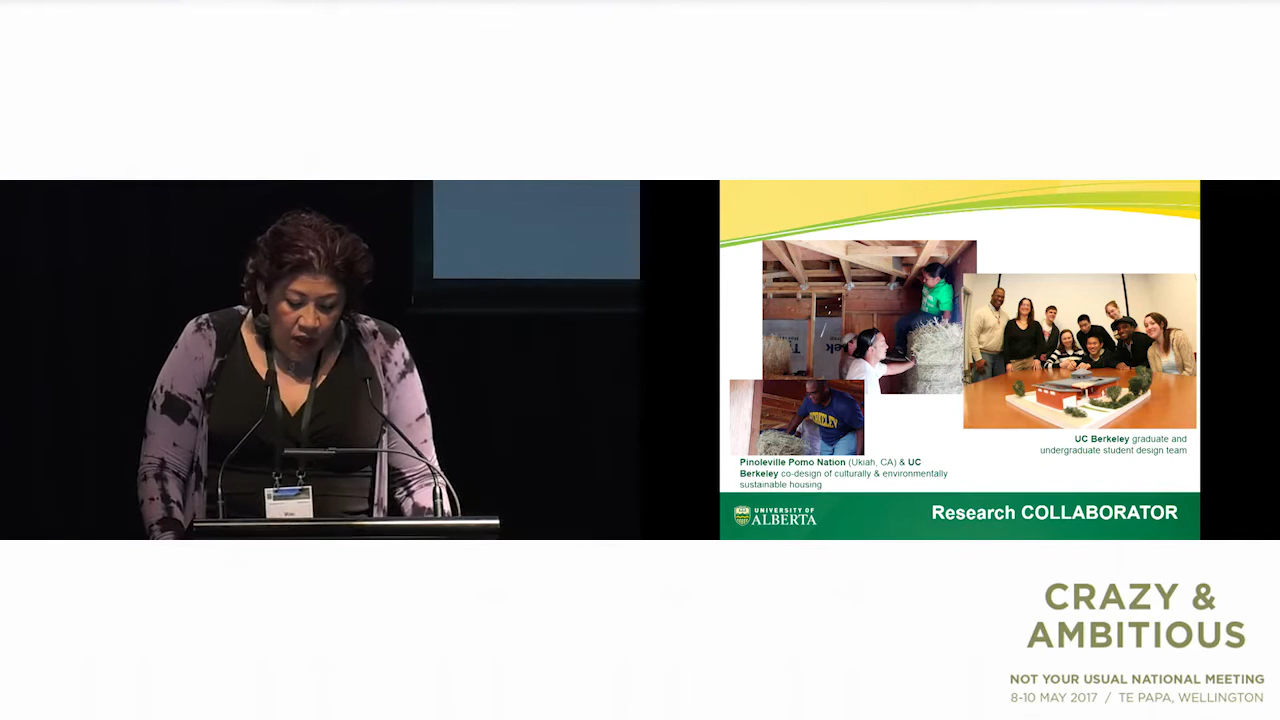 BERKELEY
Pinoleville Pomo Nation (Ukiah, CA) & UC
Berkeley co-design of culturally & environmentally
sustainable housing
UC Berkeley graduate and
undergraduate student design team
UNIVERSITY OF
ALBERTA
Research COLLABORATOR
CRAZY &
AMBITIOUS
NOT YOUR USUAL NATIONAL MEETING
8-10 MAY 2017 / TE PAPA, WELLINGTON